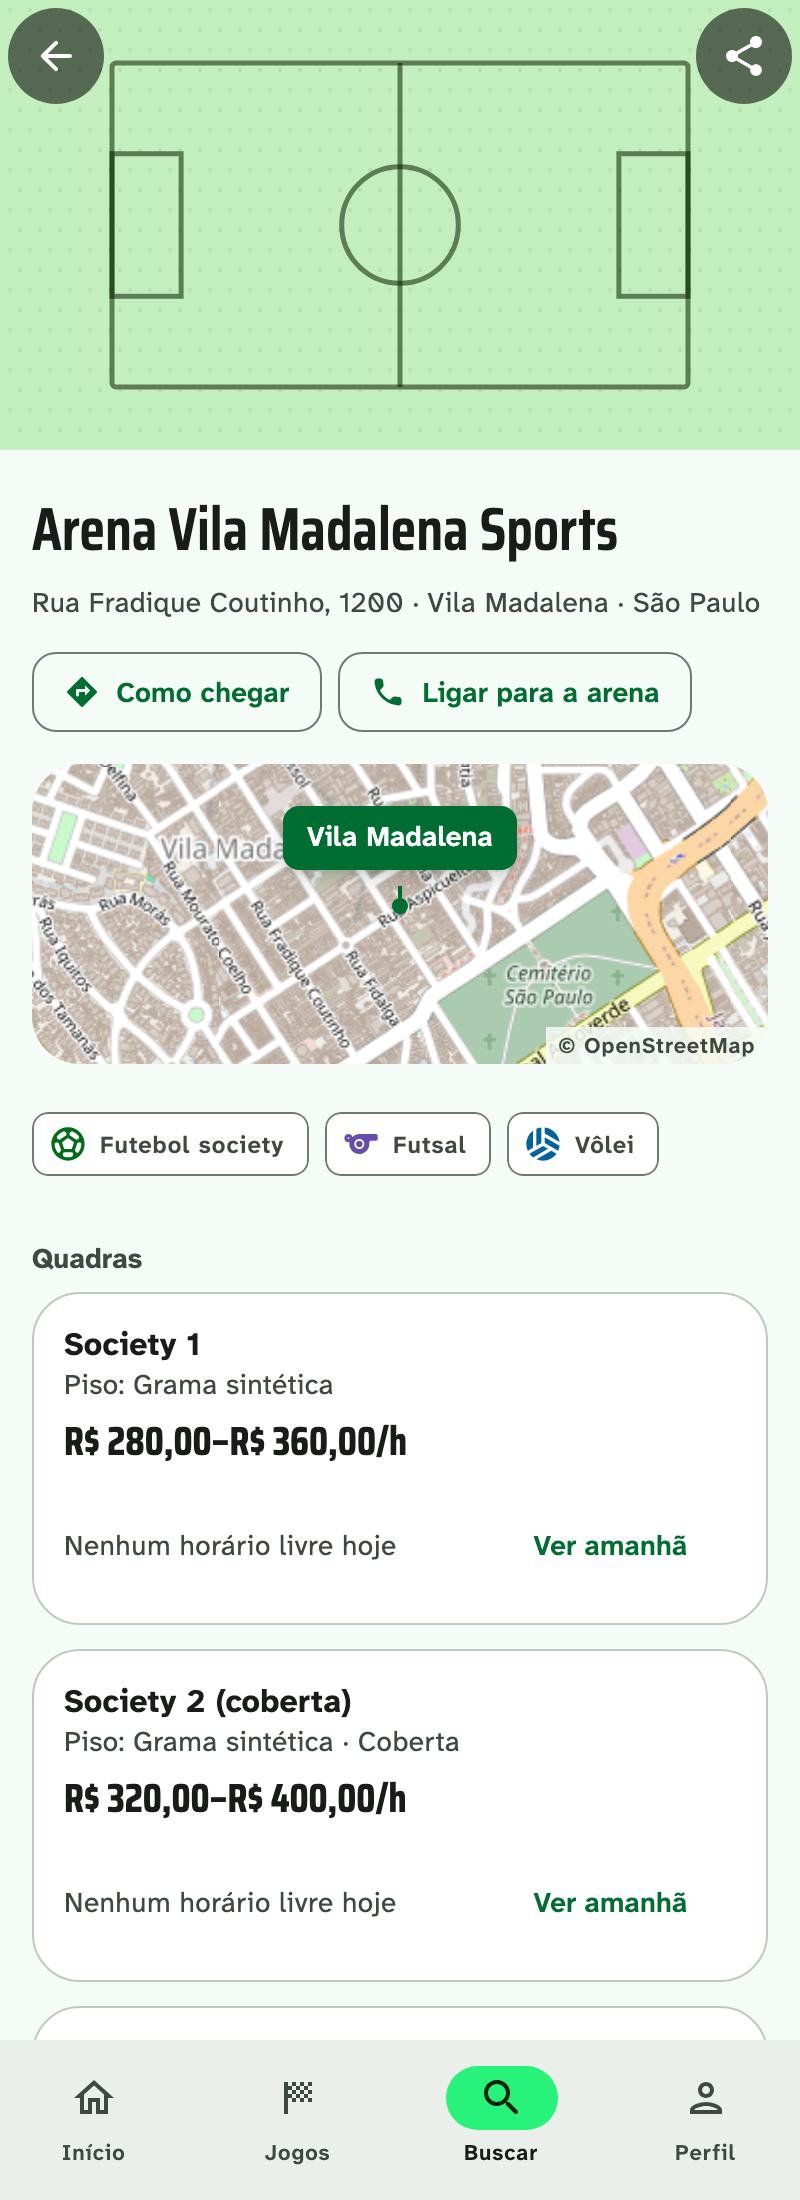 Arena Vila Madalena Sports
Rua Fradique Coutinho, 1200 · Vila Madalena · São Paulo
Como chegar
Ligar para a arena
Vila Madalena
Vila Mada
Rua Morás
Rua Mourato Coelho
Rua Fradique Coutinho
Rua Fidalga
Rua Iquitos
dos Tamanás
Cemitério
São Paulo
© OpenStreetMap
Futebol society
Futsal
Vôlei
Quadras
Society 1
Piso: Grama sintética
R$ 280,00–R$ 360,00/h
Nenhum horário livre hoje
Ver amanhã
Society 2 (coberta)
Piso: Grama sintética · Coberta
R$ 320,00–R$ 400,00/h
Nenhum horário livre hoje
Ver amanhã
Início
Jogos
Buscar
Perfil